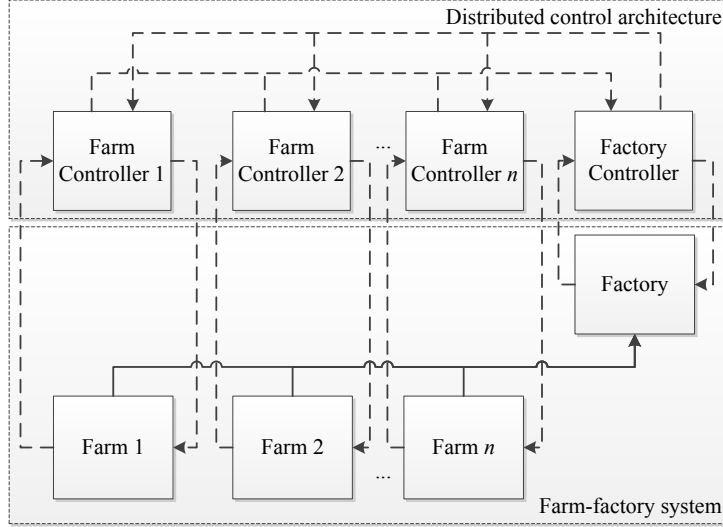 Distributed control architecture
Farm
Controller 1
Farm
Controller 2
...
Farm
Controller n
Factory
Controller
Factory
Farm 1
Farm 2
...
Farm n
Farm-factory system